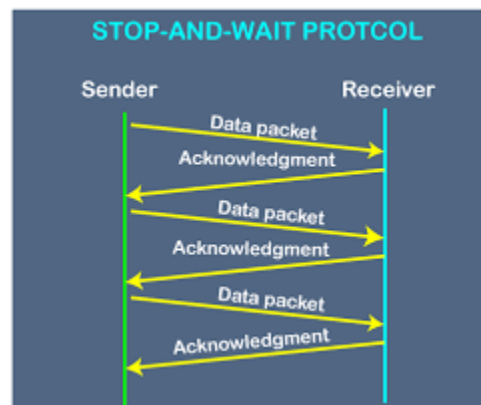 STOP-AND-WAIT PROTCOL
Sender
Receiver
Data packet
Acknowledgment
Data packet
Acknowledgment
Data packet
Acknowledgment